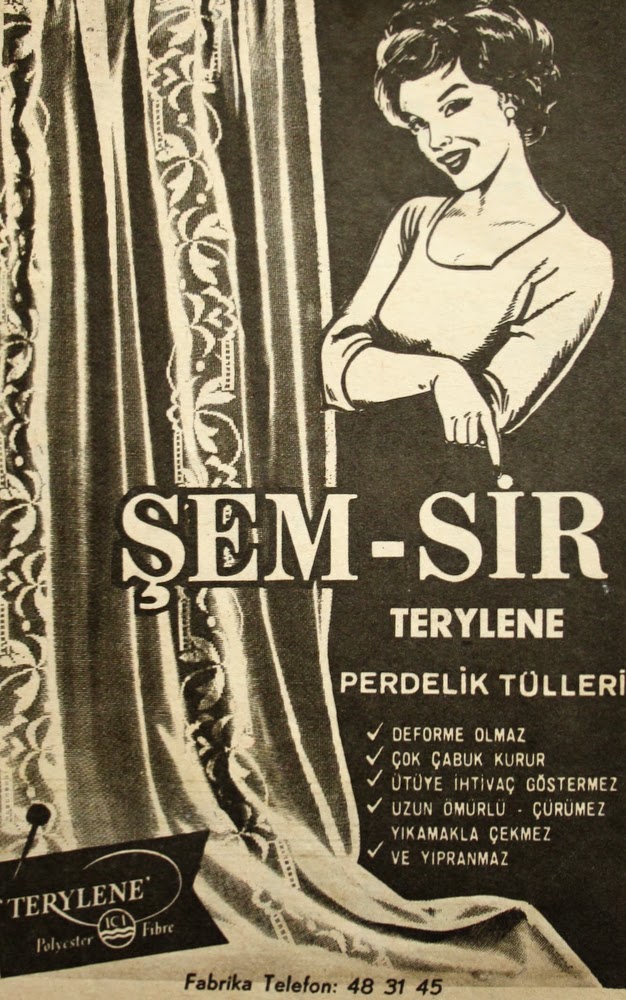 ŞEM-SİR
TERYLENE
PERDELİK TÜLLERİ
✓ DEFORME OLMAZ
✓ ÇOK ÇABUK KURUR
✓ ÜTÜYE İHTİVAÇ GÖSTERMEZ
✓ UZUN ÖMÜRLÜ - ÇÜRÜMEZ
YIKAMAKLA ÇEKMEZ
✓ VE YIPRANMAZ
'TERYLENE'
ICI
Polyester Fibre
Fabrika Telefon: 48 31 45